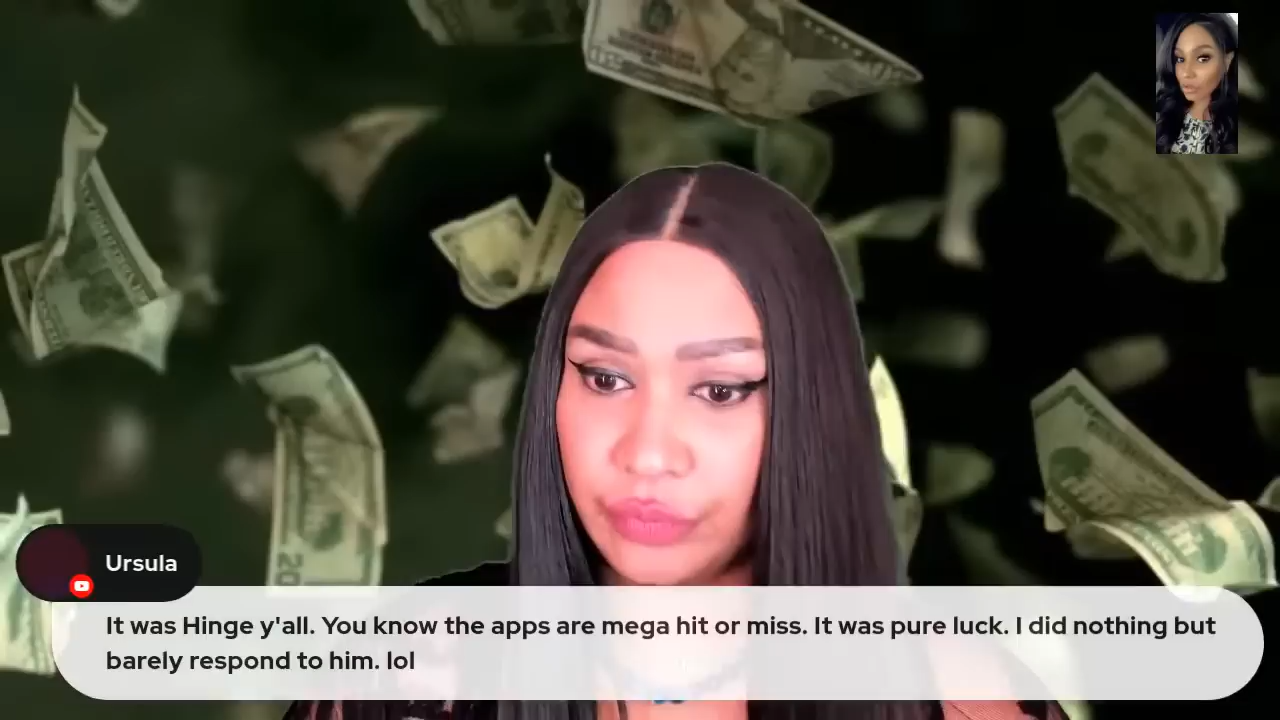 Ursula
It was Hinge y'all. You know the apps are mega hit or miss. It was pure luck. I did nothing but
barely respond to him. lol